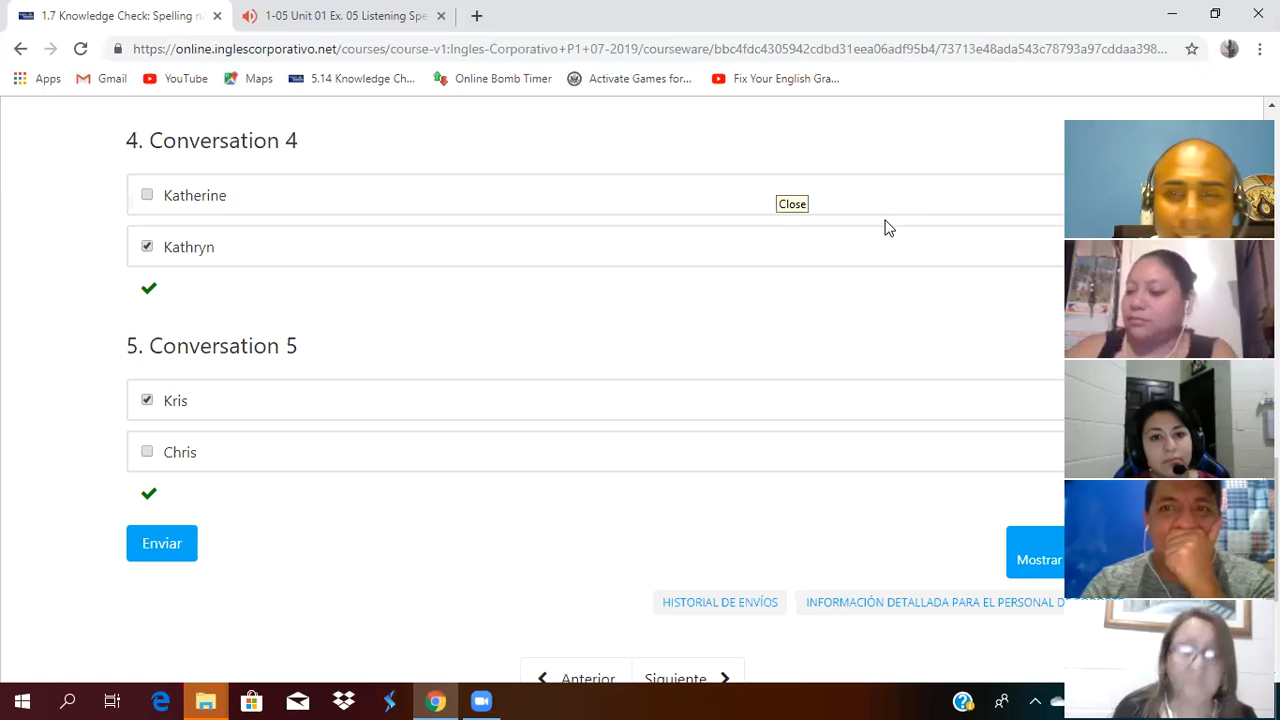 1.7 Knowledge Check: Spelling n
1-05 Unit 01 Ex. 05 Listening Spe
https://online.inglescorporativo.net/courses/course-v1:Ingles-Corporativo+P1+07-2019/courseware/bbc4fdc4305942cdbd31eea06adf95b4/73713e48ada543c78793a97cddaa398...
Apps
Gmail
YouTube
Maps
5.14 Knowledge Ch...
Online Bomb Timer
Activate Games for...
Fix Your English Gra...
4. Conversation 4
Katherine
Close
Kathryn
5. Conversation 5
Kris
Chris
Enviar
Mostrar
HISTORIAL DE ENVÍOS
INFORMACIÓN DETALLADA PARA EL PERSONAL D
Anterior
Siguiente